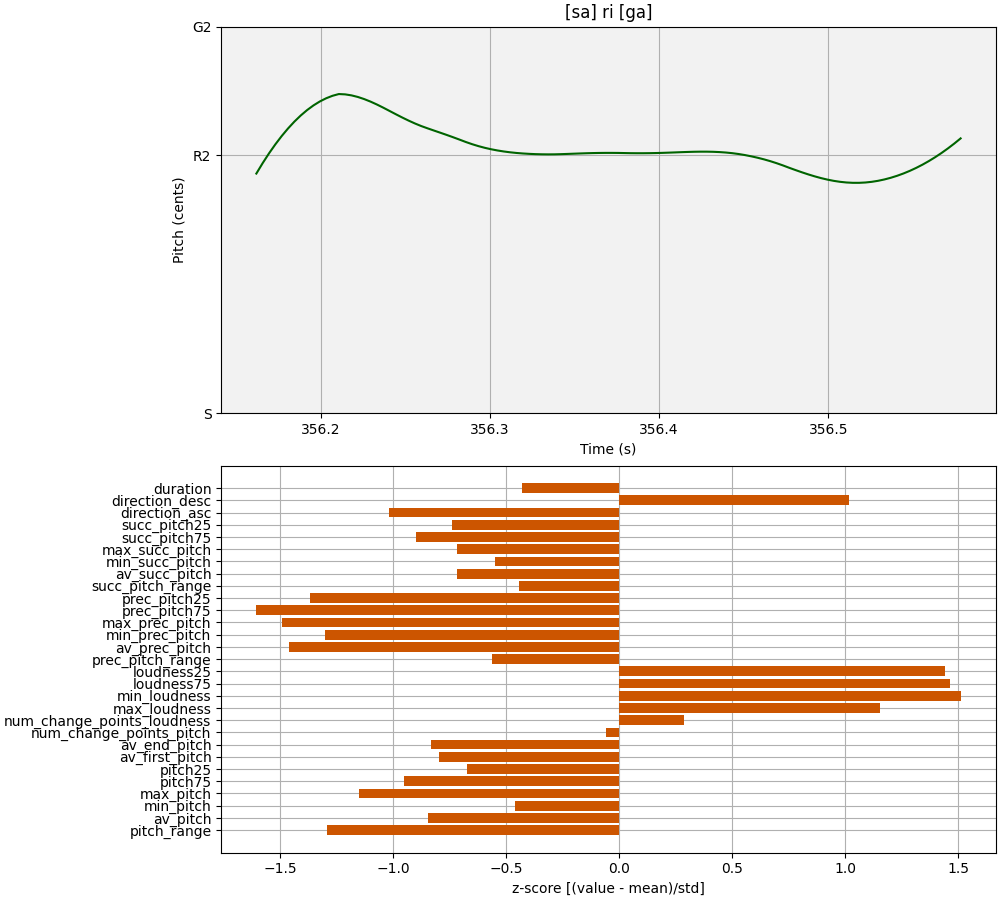 [sa] ri [ga]
G2
R2
S
Pitch (cents)
356.2 356.3 356.4 356.5
Time (s)
duration
direction_desc
direction_asc
succ_pitch25
succ_pitch75
max_succ_pitch
min_succ_pitch
av_succ_pitch
succ_pitch_range
prec_pitch25
prec_pitch75
max_prec_pitch
min_prec_pitch
av_prec_pitch
prec_pitch_range
loudness25
loudness75
min_loudness
max_loudness
num_change_points_loudness
num_change_points_pitch
av_end_pitch
av_first_pitch
pitch25
pitch75
max_pitch
min_pitch
av_pitch
pitch_range
−1.5 −1.0 −0.5 0.0 0.5 1.0 1.5
z-score [(value - mean)/std]